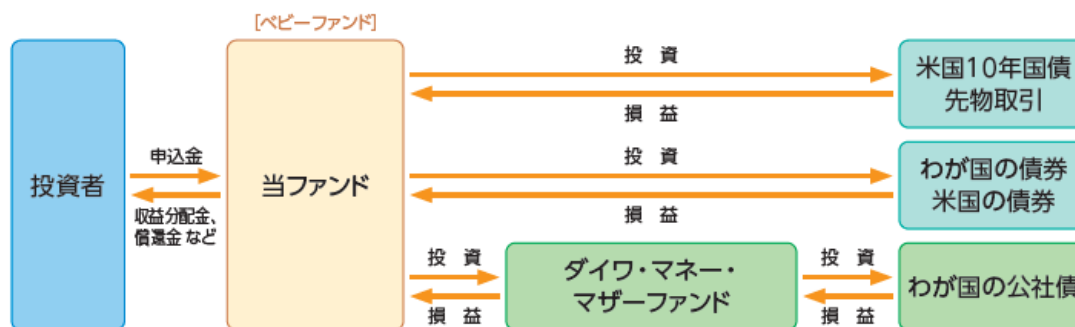 [ベビーファンド]
投資者
申込金
収益分配金、
償還金 など
当ファンド
投 資
損 益
米国10年国債
先物取引
投 資
損 益
わが国の債券
米国の債券
投 資
損 益
ダイワ・マネー・
マザーファンド
投 資
損 益
わが国の公社債